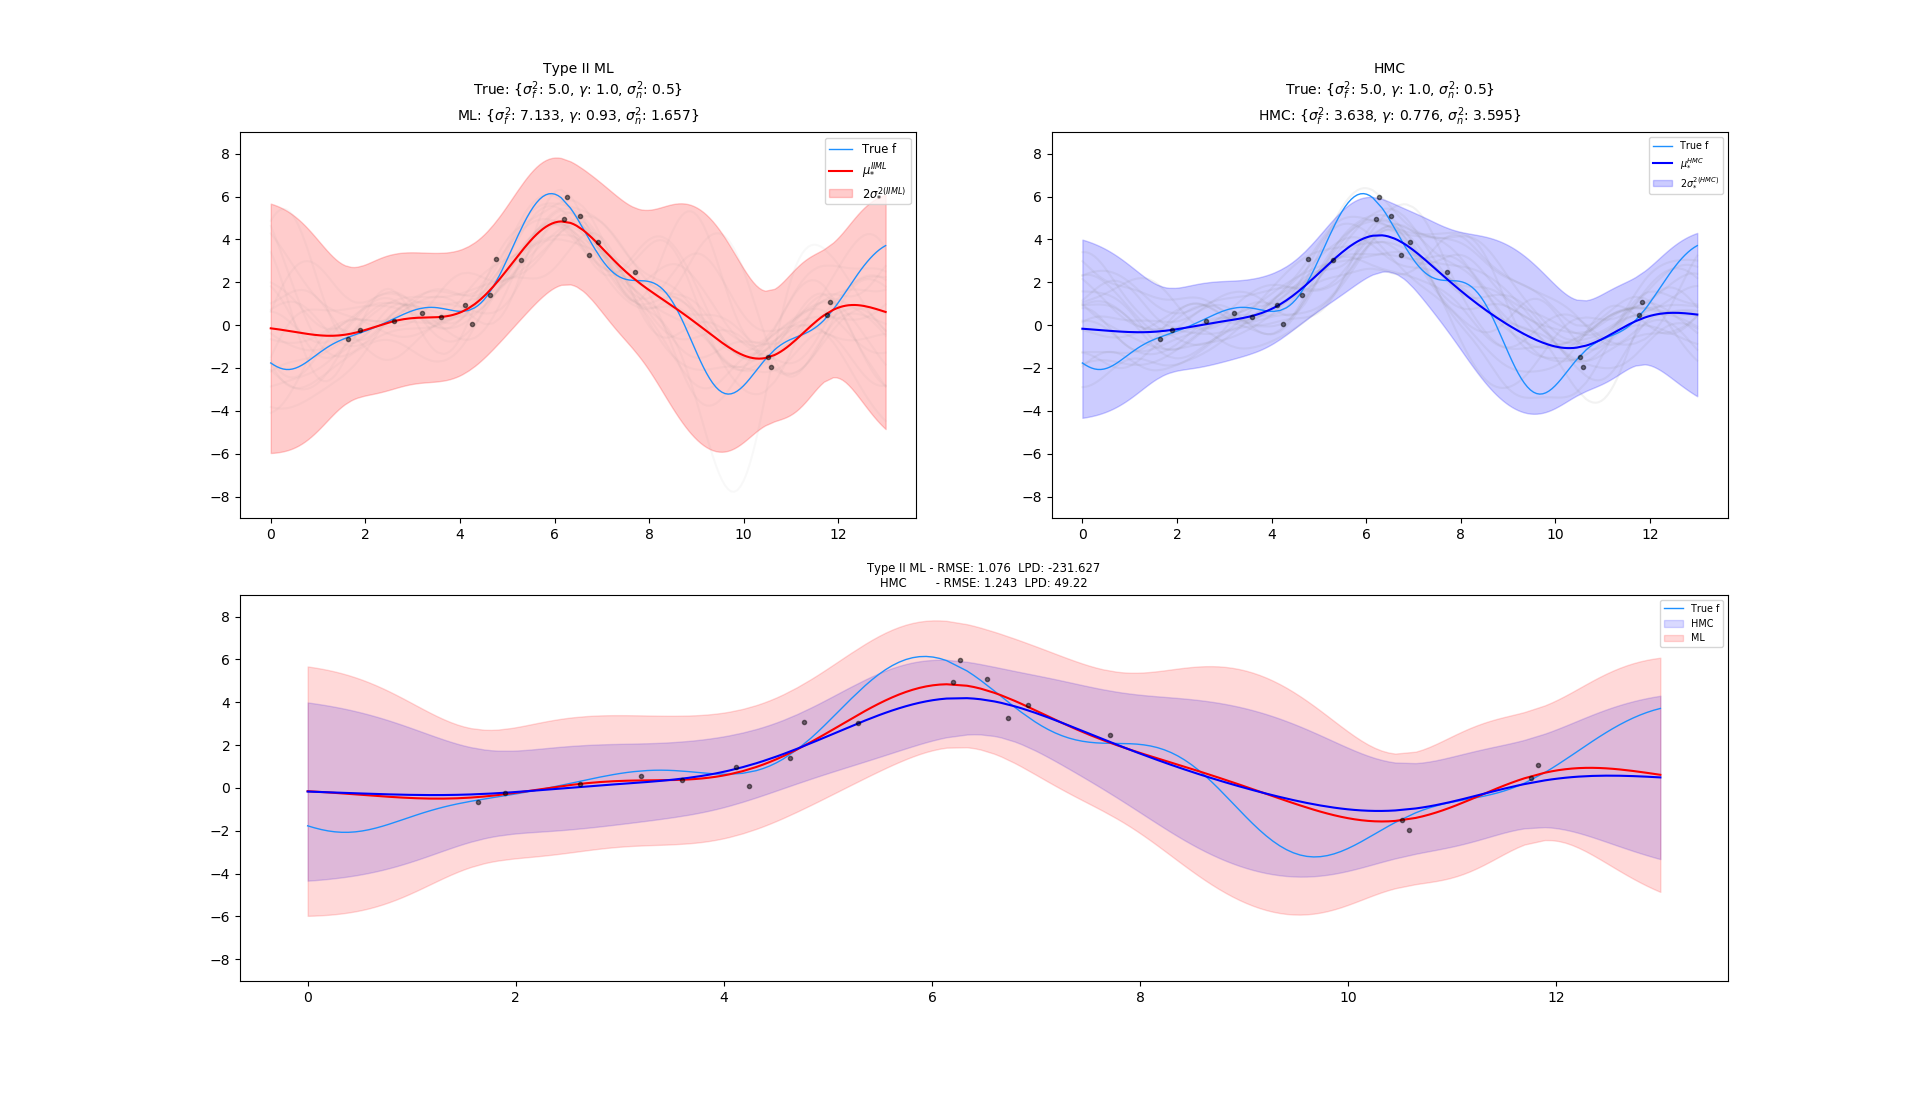 Type II ML
True: {σ²_f: 5.0, γ: 1.0, σ²_n: 0.5}
ML: {σ²_f: 7.133, γ: 0.93, σ²_n: 1.657}
8
6
4
2
0
−2
−4
−6
−8
0 2 4 6 8 10 12
True f
μ_*^{IIML}
2σ_*^{2(IIML)}
HMC
True: {σ²_f: 5.0, γ: 1.0, σ²_n: 0.5}
HMC: {σ²_f: 3.638, γ: 0.776, σ²_n: 3.595}
8
6
4
2
0
−2
−4
−6
−8
0 2 4 6 8 10 12
True f
μ_*^{HMC}
2σ_*^{2(HMC)}
Type II ML - RMSE: 1.076 LPD: -231.627
HMC - RMSE: 1.243 LPD: 49.22
8
6
4
2
0
−2
−4
−6
−8
0 2 4 6 8 10 12
True f
HMC
ML